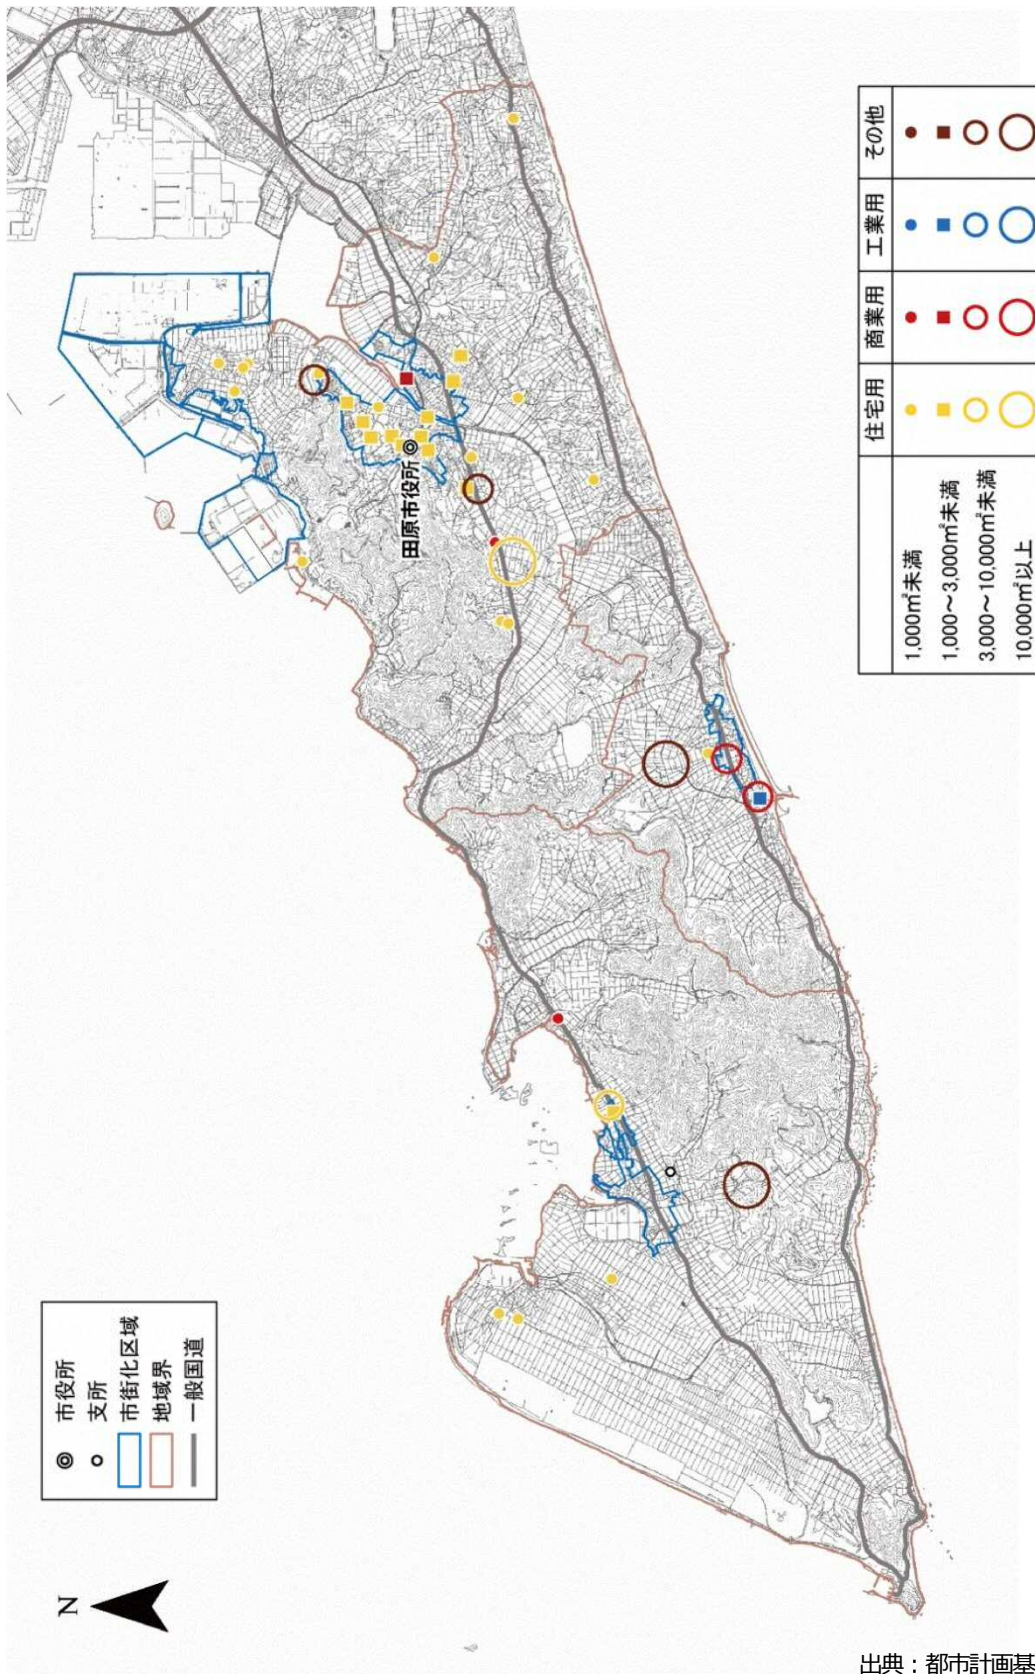 N
市役所
支所
市街化区域
地域界
一般国道
田原市役所
住宅用
商業用
工業用
その他
1,000㎡未満
1,000～3,000㎡未満
3,000～10,000㎡未満
10,000㎡以上
出典：都市計画基